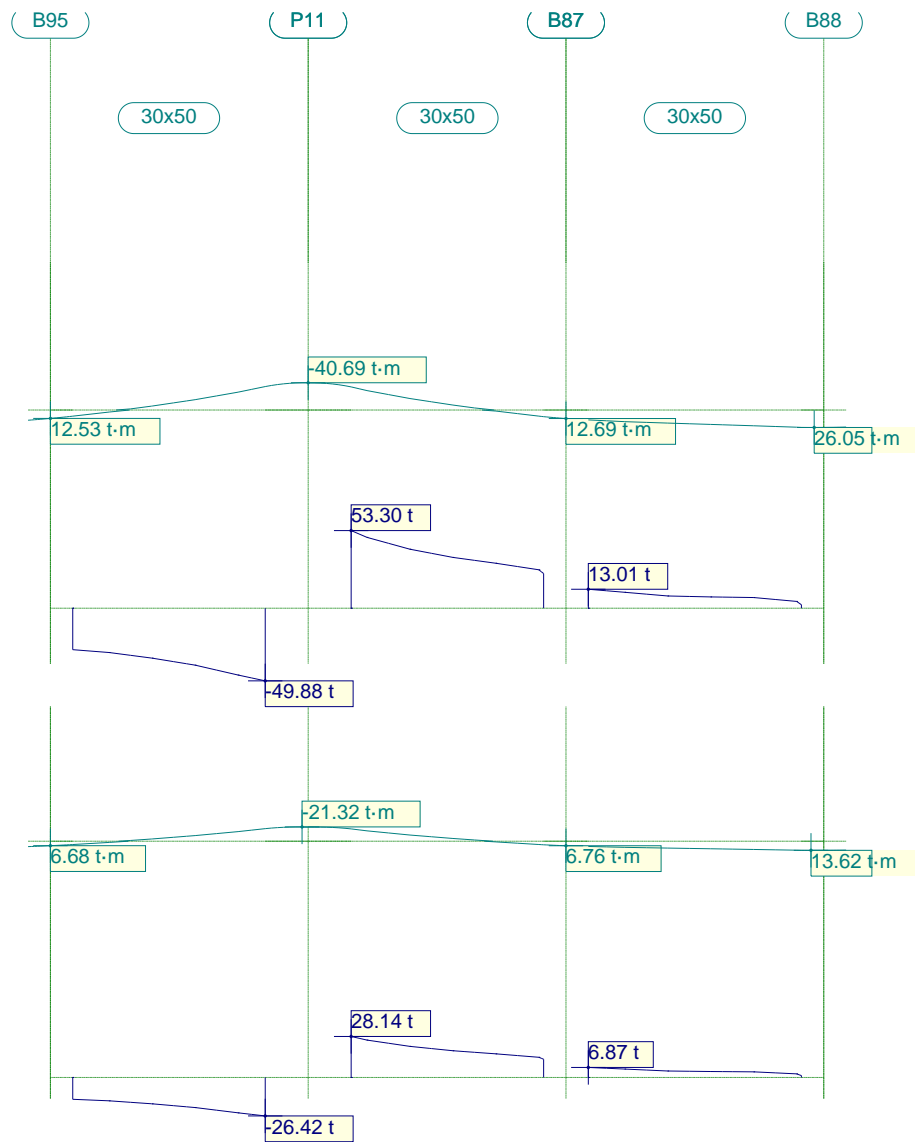 B95 P11 B87 B88
30x50 30x50 30x50
-40.69 t·m
12.53 t·m 12.69 t·m 26.05 t·m
53.30 t
13.01 t
-49.88 t
-21.32 t·m
6.68 t·m 6.76 t·m 13.62 t·m
28.14 t
6.87 t
-26.42 t